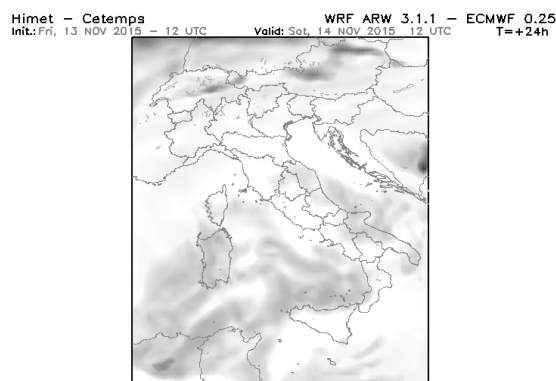 Himet – Cetemps WRF ARW 3.1.1 – ECMWF 0.25
Init.: Fri, 13 NOV 2015 – 12 UTC Valid: Sat, 14 NOV 2015 12 UTC T=+24h